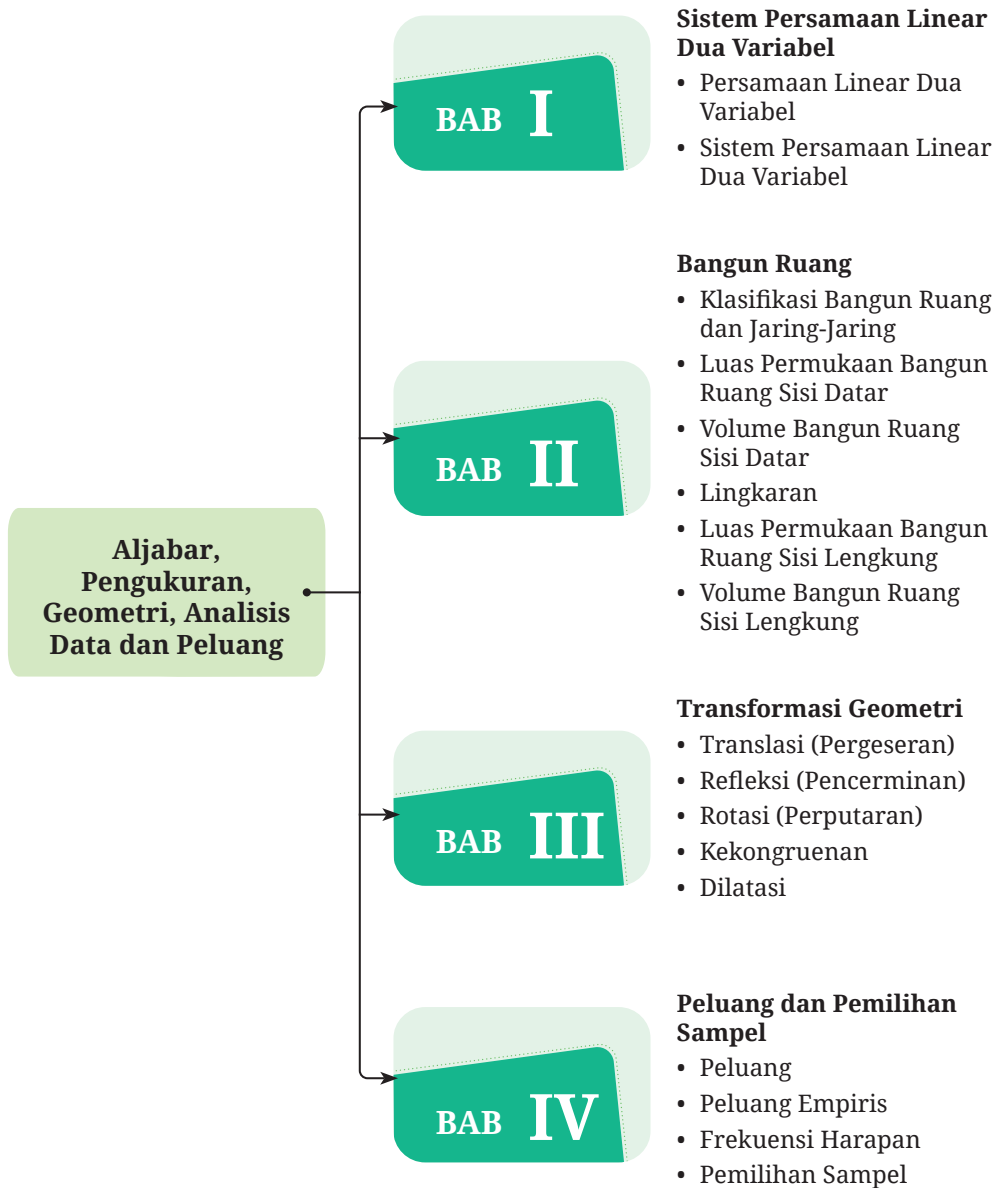 Aljabar,
Pengukuran,
Geometri, Analisis
Data dan Peluang
BAB I
Sistem Persamaan Linear
Dua Variabel
• Persamaan Linear Dua
Variabel
• Sistem Persamaan Linear
Dua Variabel
BAB II
Bangun Ruang
• Klasifikasi Bangun Ruang
dan Jaring-Jaring
• Luas Permukaan Bangun
Ruang Sisi Datar
• Volume Bangun Ruang
Sisi Datar
• Lingkaran
• Luas Permukaan Bangun
Ruang Sisi Lengkung
• Volume Bangun Ruang
Sisi Lengkung
BAB III
Transformasi Geometri
• Translasi (Pergeseran)
• Refleksi (Pencerminan)
• Rotasi (Perputaran)
• Kekongruenan
• Dilatasi
BAB IV
Peluang dan Pemilihan
Sampel
• Peluang
• Peluang Empiris
• Frekuensi Harapan
• Pemilihan Sampel